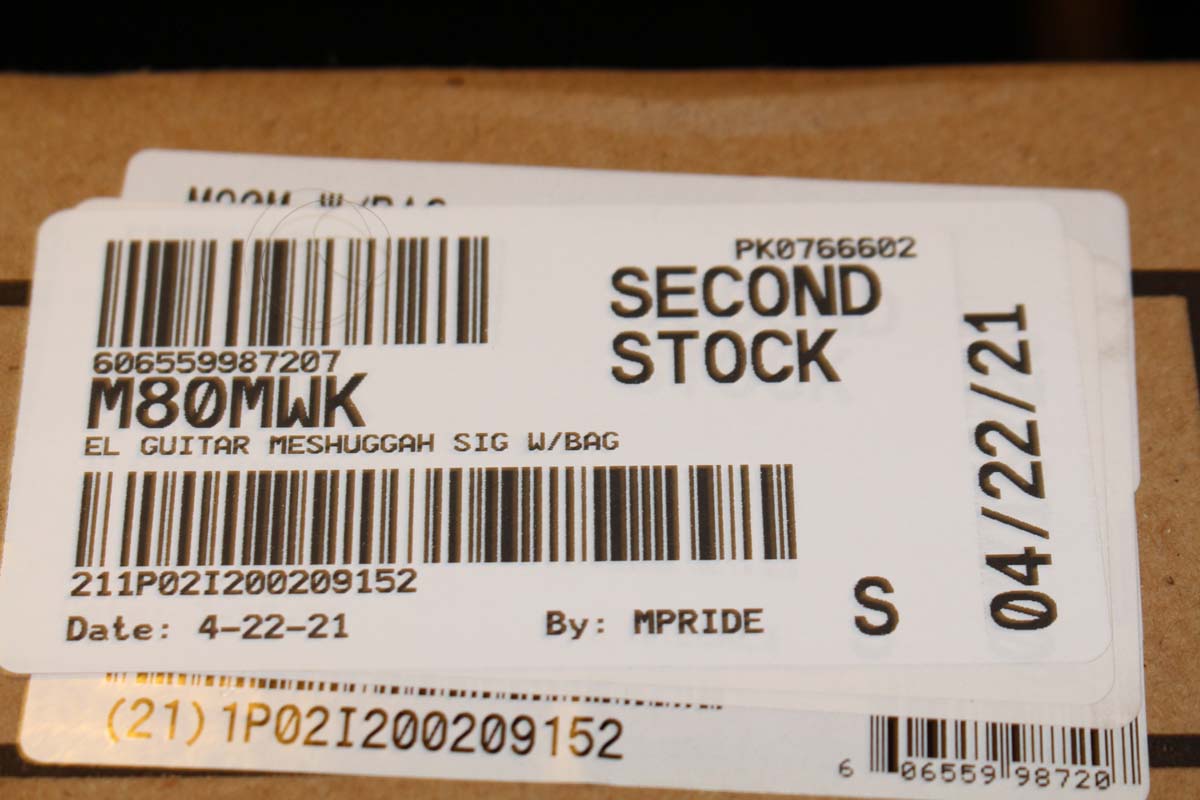 W/BAG
PK0766602
SECOND
STOCK
606559987207
M80MWK
EL GUITAR MESHUGGAH SIG W/BAG
211P02I200209152
Date: 4-22-21
By: MPRIDE
S
04/22/21
(21)1P02I200209152
6 06559 98720